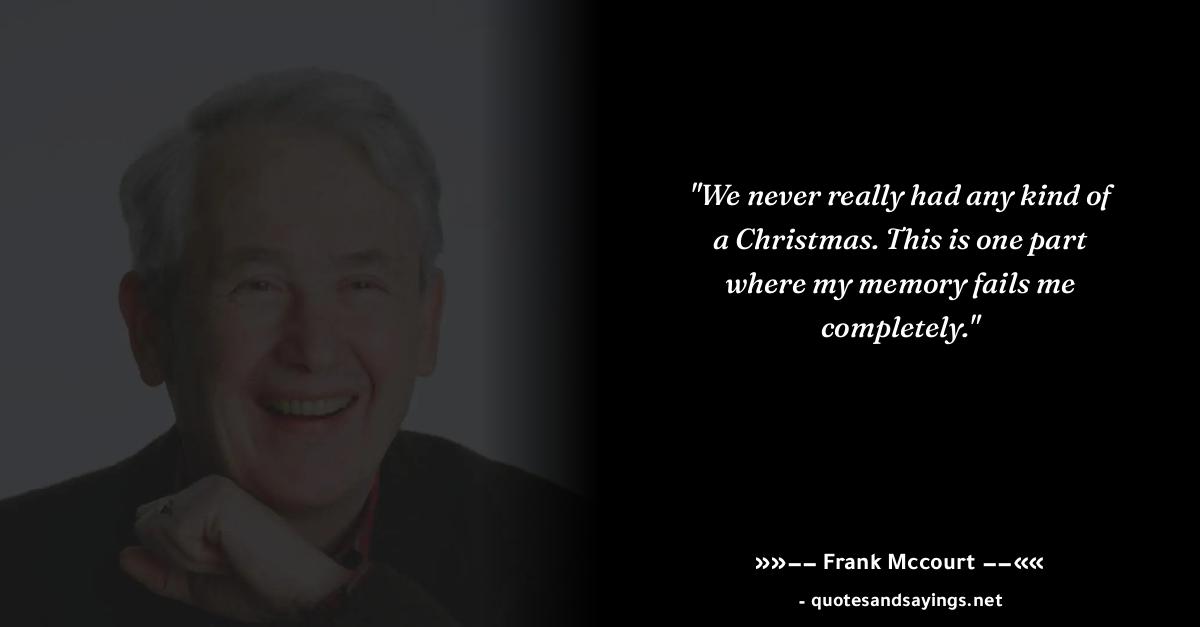 "We never really had any kind of
a Christmas. This is one part
where my memory fails me
completely."
»»−− Frank Mccourt −−««
- quotesandsayings.net